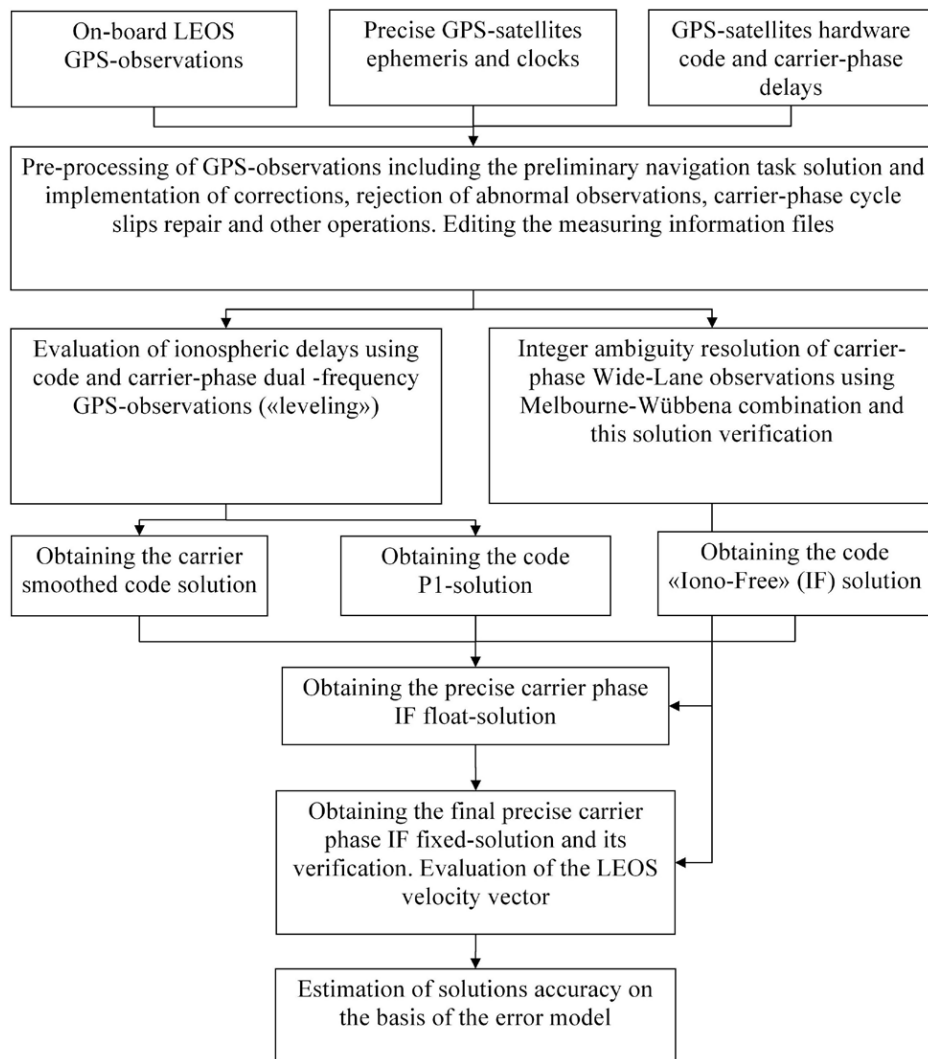 On-board LEOS
GPS-observations
Precise GPS-satellites
ephemeris and clocks
GPS-satellites hardware
code and carrier-phase
delays
Pre-processing of GPS-observations including the preliminary navigation task solution and
implementation of corrections, rejection of abnormal observations, carrier-phase cycle
slips repair and other operations. Editing the measuring information files
Evaluation of ionospheric delays using
code and carrier-phase dual -frequency
GPS-observations («leveling»)
Integer ambiguity resolution of carrier-
phase Wide-Lane observations using
Melbourne-Wübbena combination and
this solution verification
Obtaining the carrier
smoothed code solution
Obtaining the code
P1-solution
Obtaining the code
«Iono-Free» (IF) solution
Obtaining the precise carrier phase
IF float-solution
Obtaining the final precise carrier
phase IF fixed-solution and its
verification. Evaluation of the LEOS
velocity vector
Estimation of solutions accuracy on
the basis of the error model